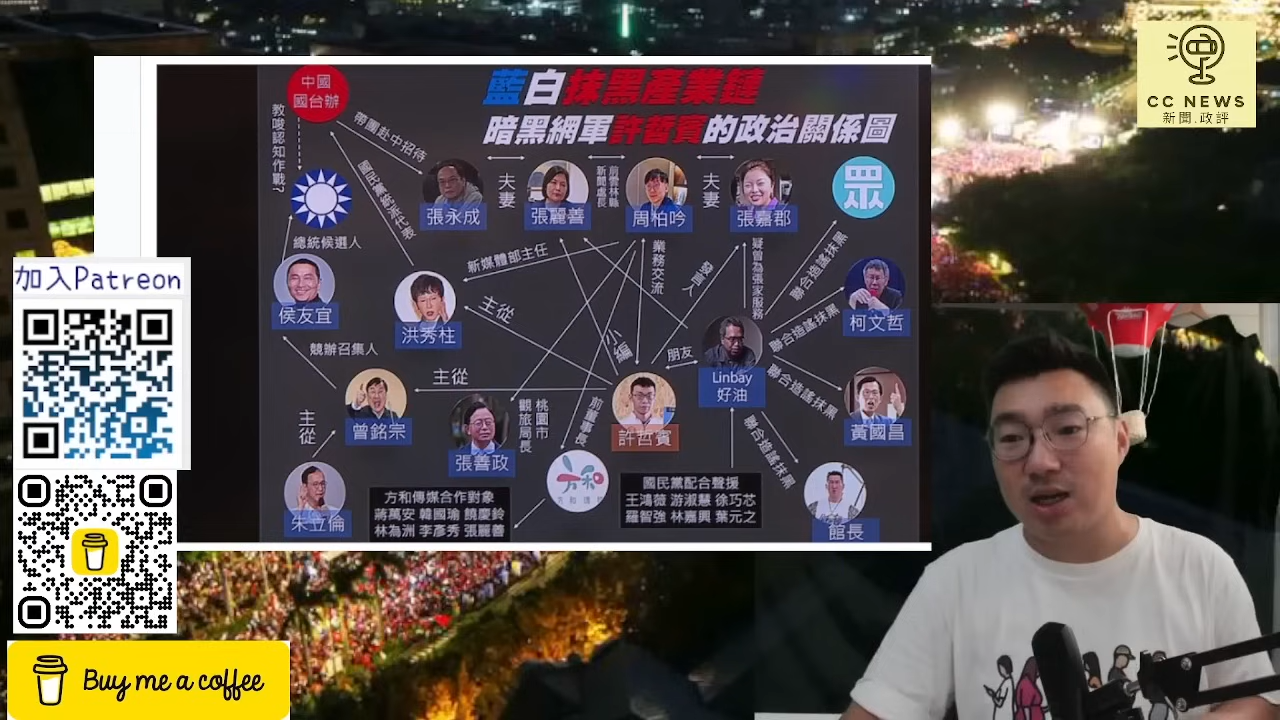 CC NEWS
新聞.政評
藍白抹黑產業鏈
暗黑網軍許哲賓的政治關係圖
中國
國台辦
教唆認知作戰?
帶團赴中招待
國民黨統派代表
夫妻
前雲林縣
新聞處長
夫妻
眾
張永成
張麗善
周柏吟
張嘉郡
總統候選人
新媒體部主任
業務交流
疑曾為張家服務
聯合造謠抹黑
侯友宜
洪秀柱
主從
柯文哲
聯合造謠抹黑
競辦召集人
小編
朋友
Linbay
好油
聯合造謠抹黑
主從
主從
曾銘宗
張善政
桃園市
觀旅局長
前董事長
許哲賓
黃國昌
聯合造謠抹黑
朱立倫
方和傳媒合作對象
蔣萬安 韓國瑜 饒慶鈴
林為洲 李彥秀 張麗善
國民黨配合聲援
王鴻薇 游淑慧 徐巧芯
羅智強 林嘉興 葉元之
館長
加入Patreon
Buy me a coffee